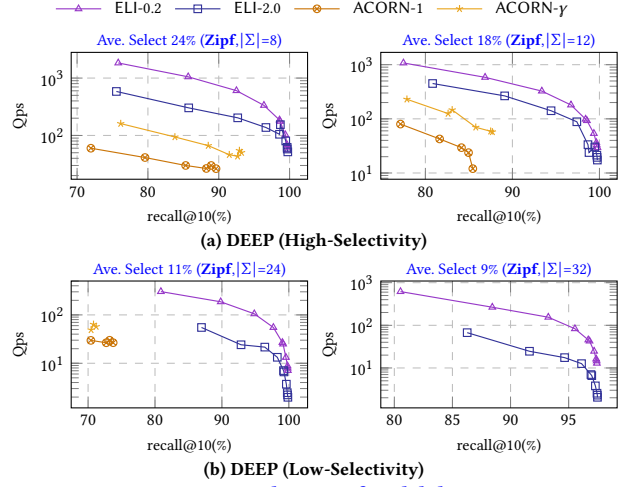 ELI-0.2 ELI-2.0 ACORN-1 ACORN-γ
Ave. Select 24% (Zipf,|Σ|=8) Ave. Select 18% (Zipf,|Σ|=12)
Qps Qps
10³ 10² 10³ 10² 10¹
80 90 100 80 90 100
recall@10(%) recall@10(%)
(a) DEEP (High-Selectivity)
Ave. Select 11% (Zipf,|Σ|=24) Ave. Select 9% (Zipf,|Σ|=32)
Qps Qps
10² 10¹ 10³ 10² 10¹ 10⁰
70 80 90 100 80 85 90 95
recall@10(%) recall@10(%)
(b) DEEP (Low-Selectivity)